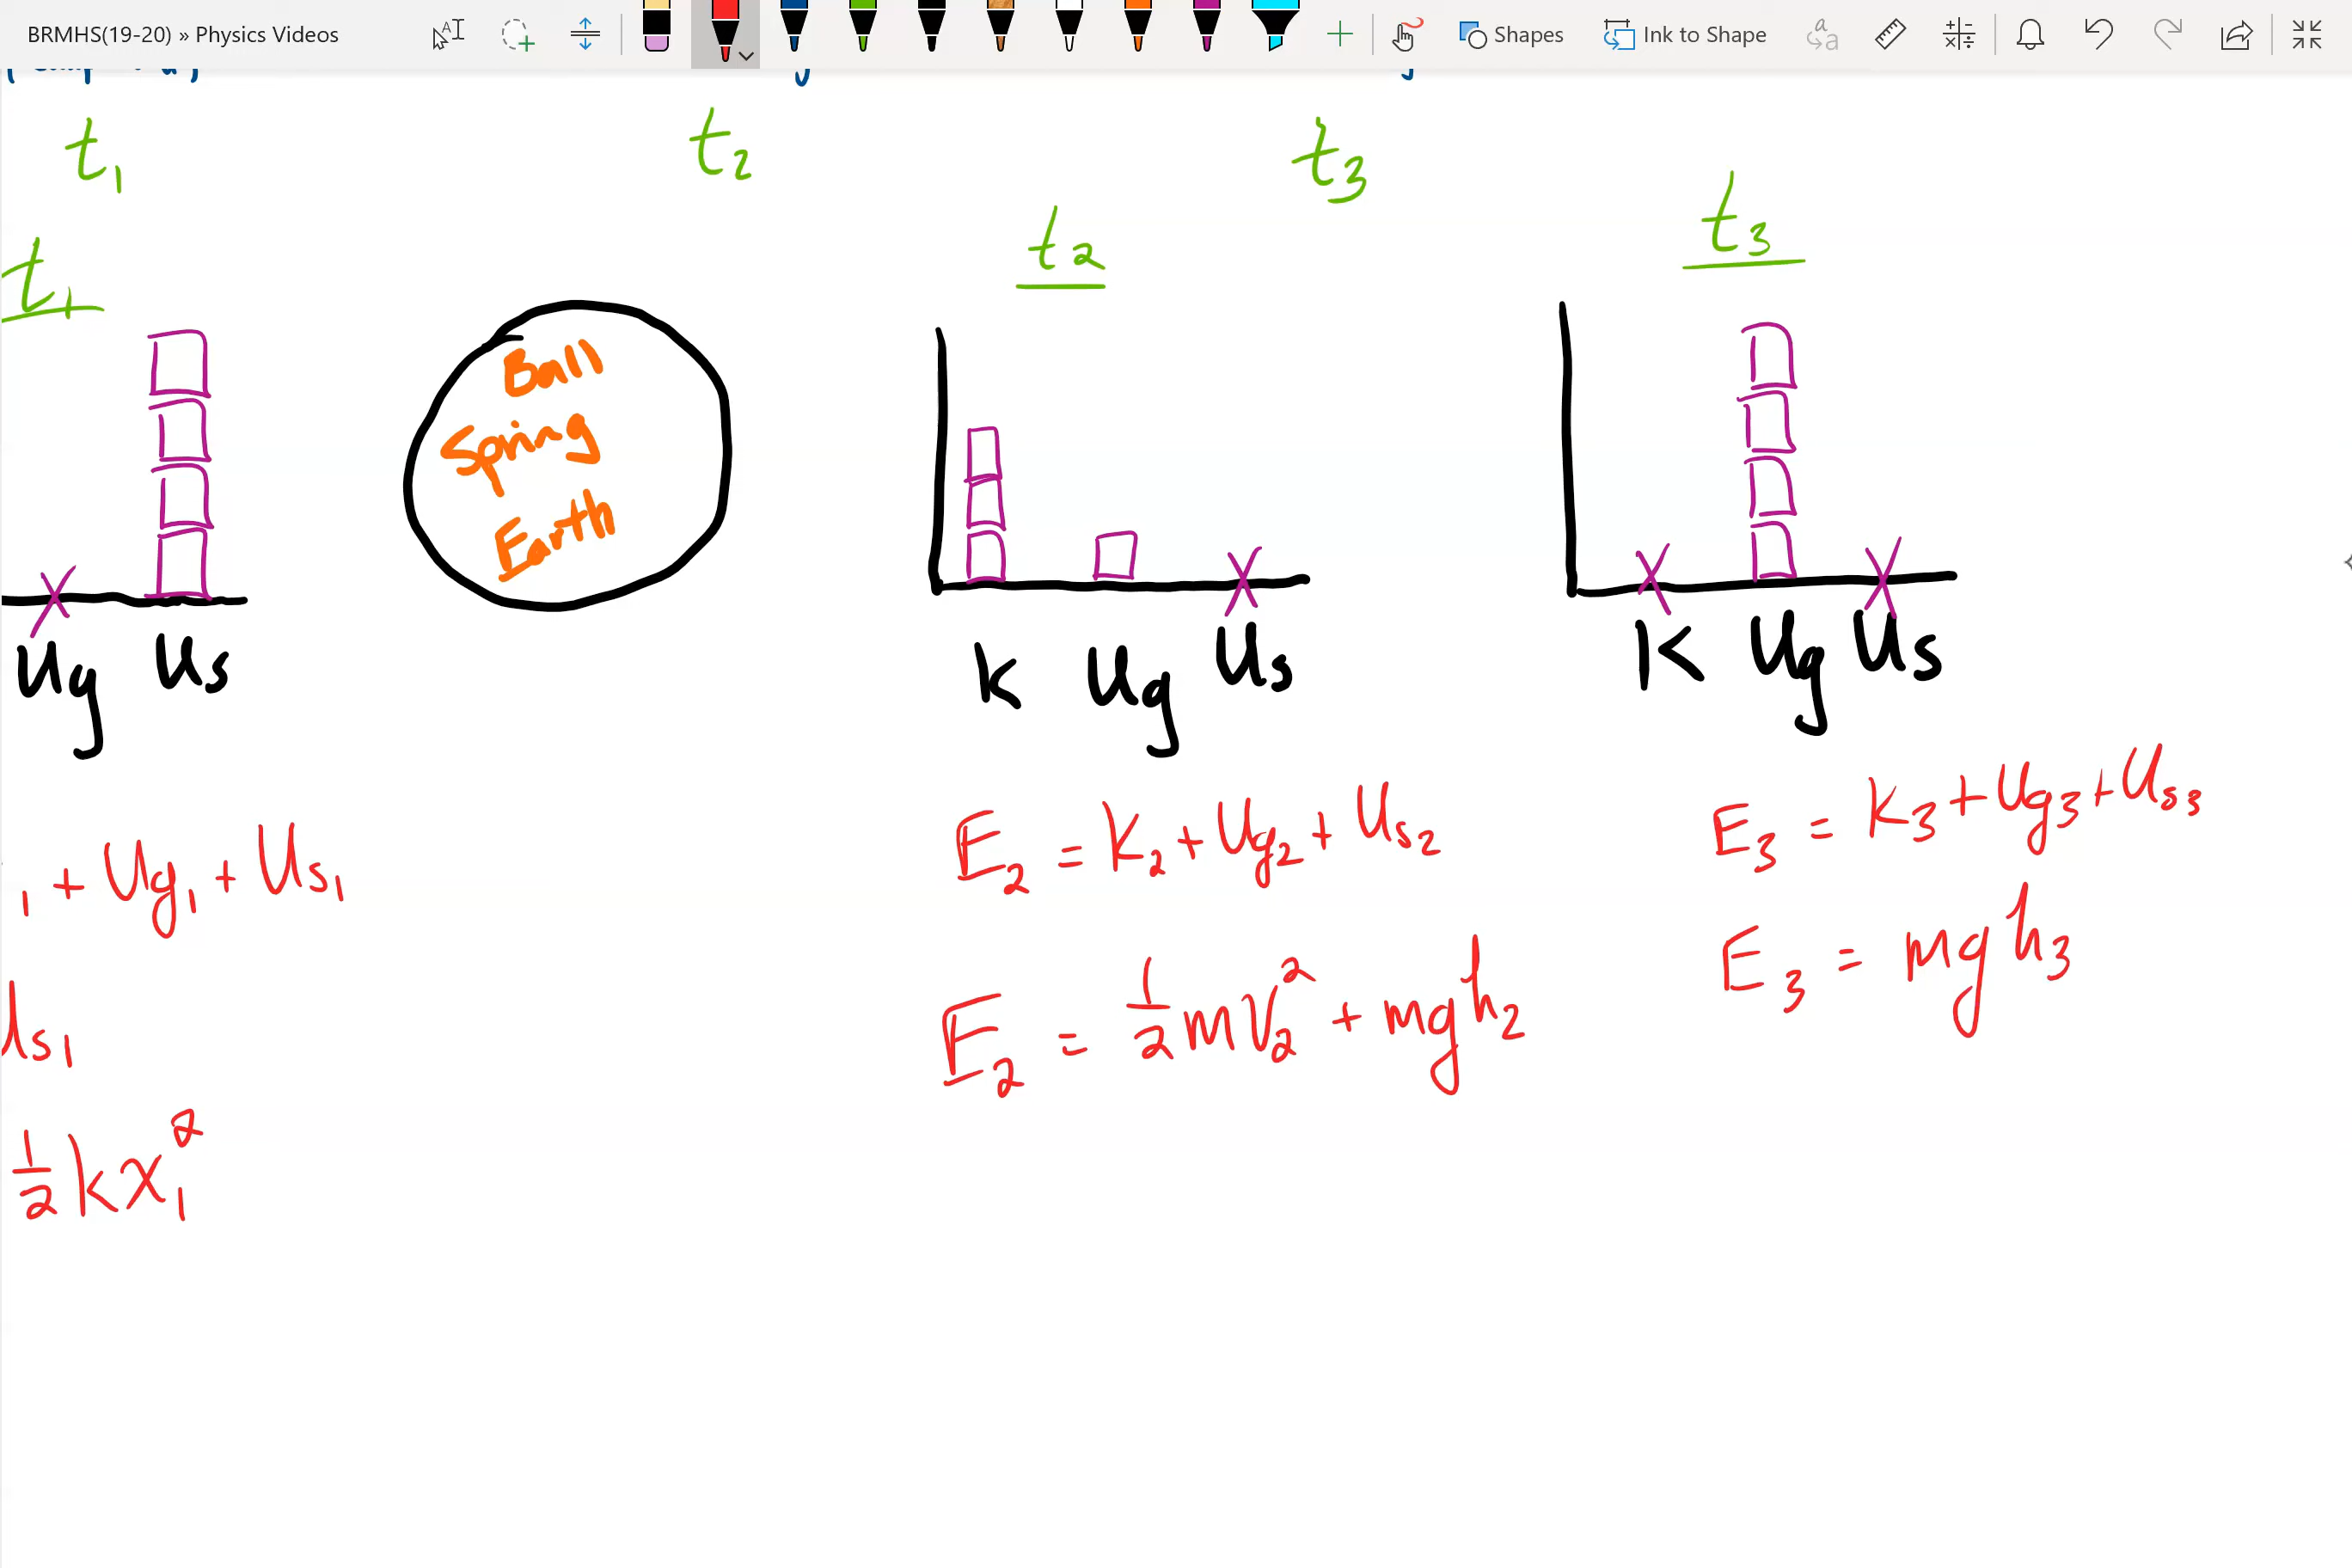 BRMHS(19-20) » Physics Videos
Shapes
Ink to Shape
t₁
t₂
t₃
t₁
t₂
t₃
Ball
Spring
Earth
Ug Us
K Ug Us
K Ug Us
₁ + Ug₁ + Us₁
Us₁
½kx₁²
E₂ = K₂ + Ug₂ + Us₂
E₂ = ½mv₂² + mgh₂
E₃ = K₃ + Ug₃ + Us₃
E₃ = mgh₃